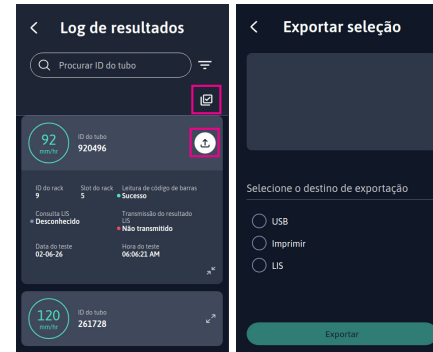 Log de resultados
Procurar ID do tubo
92
mm/hr
ID do tubo
920496
ID do rack
9
Slot do rack
5
Leitura de código de barras
Sucesso
Consulta LIS
Desconhecido
Transmissão do resultado
LIS
Não transmitido
Data do teste
02-06-26
Hora do teste
06:06:21 AM
120
mm/hr
ID do tubo
261728
Exportar seleção
Selecione o destino de exportação
USB
Imprimir
LIS
Exportar